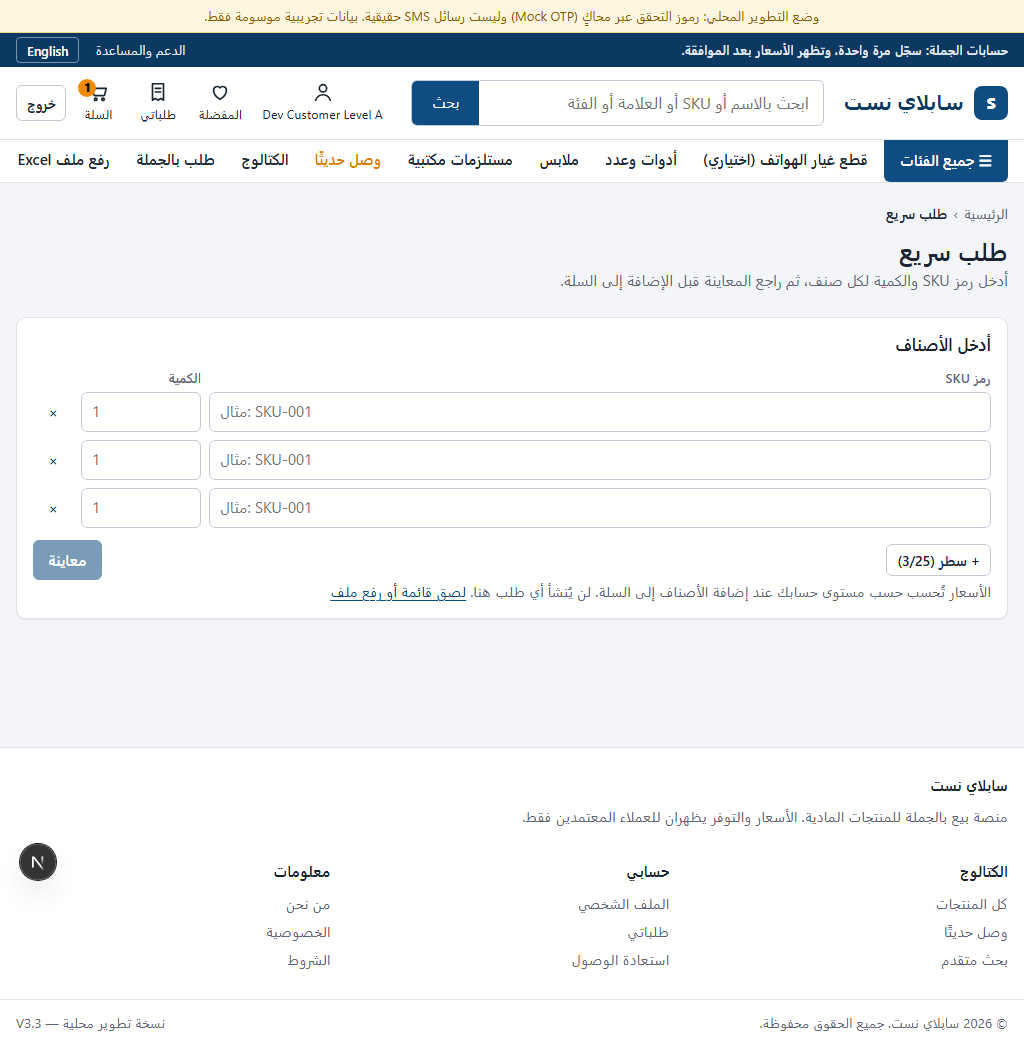 وضع التطوير المحلي: رموز التحقق عبر محاكٍ (Mock OTP) وليست رسائل SMS حقيقية. بيانات تجريبية موسومة فقط.
حسابات الجملة: سجّل مرة واحدة، وتظهر الأسعار بعد الموافقة.
الدعم والمساعدة
English
S
سابلاي نست
ابحث بالاسم أو SKU أو العلامة أو الفئة
بحث
Dev Customer Level A
المفضلة
طلباتي
1
السلة
خروج
☰ جميع الفئات
قطع غيار الهواتف (اختياري)
أدوات وعدد
ملابس
مستلزمات مكتبية
وصل حديثًا
الكتالوج
طلب بالجملة
رفع ملف Excel
الرئيسية › طلب سريع
طلب سريع
أدخل رمز SKU والكمية لكل صنف، ثم راجع المعاينة قبل الإضافة إلى السلة.
أدخل الأصناف
رمز SKU
الكمية
مثال: SKU-001
1
×
مثال: SKU-001
1
×
مثال: SKU-001
1
×
+ سطر (3/25)
معاينة
الأسعار تُحسب حسب مستوى حسابك عند إضافة الأصناف إلى السلة. لن يُنشأ أي طلب هنا. لصق قائمة أو رفع ملف
سابلاي نست
منصة بيع بالجملة للمنتجات المادية. الأسعار والتوفر يظهران للعملاء المعتمدين فقط.
الكتالوج
كل المنتجات
وصل حديثًا
بحث متقدم
حسابي
الملف الشخصي
طلباتي
استعادة الوصول
معلومات
من نحن
الخصوصية
الشروط
N
© 2026 سابلاي نست. جميع الحقوق محفوظة.
نسخة تطوير محلية — V3.3